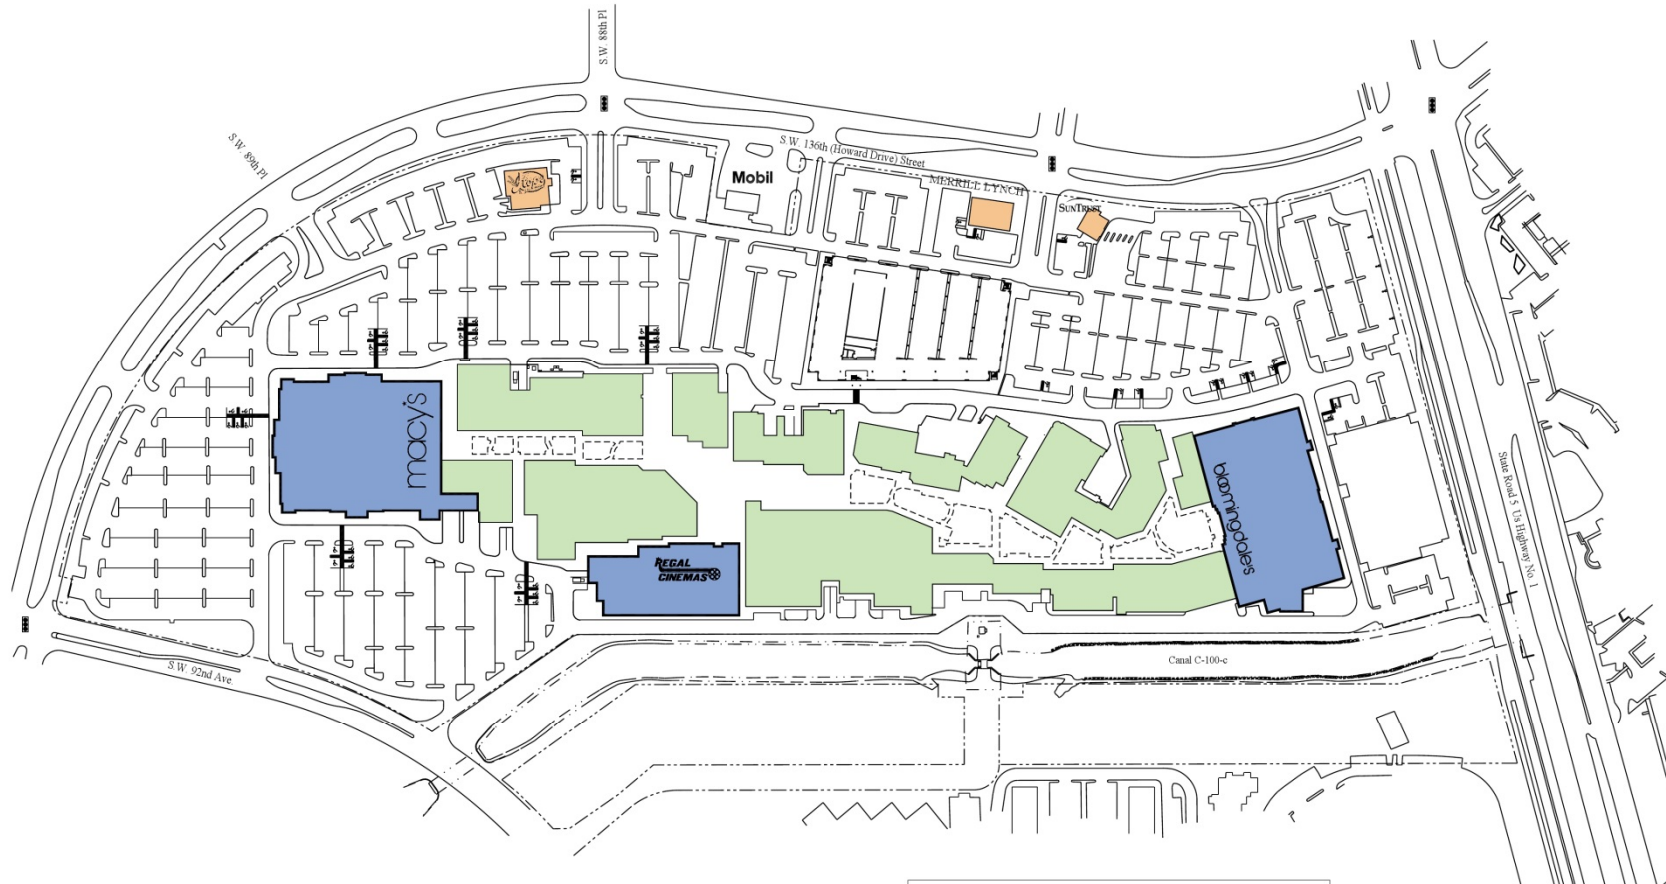 S.W. 88th Pl
S.W. 89th Pl
S.W. 136th (Howard Drive) Street
Mobil
MERRILL LYNCH
SUNTRUST
macy's
bloomingdale's
State Road 5 Us Highway No. 1
REGAL
CINEMAS
Canal C-100-c
S.W. 92nd Ave.